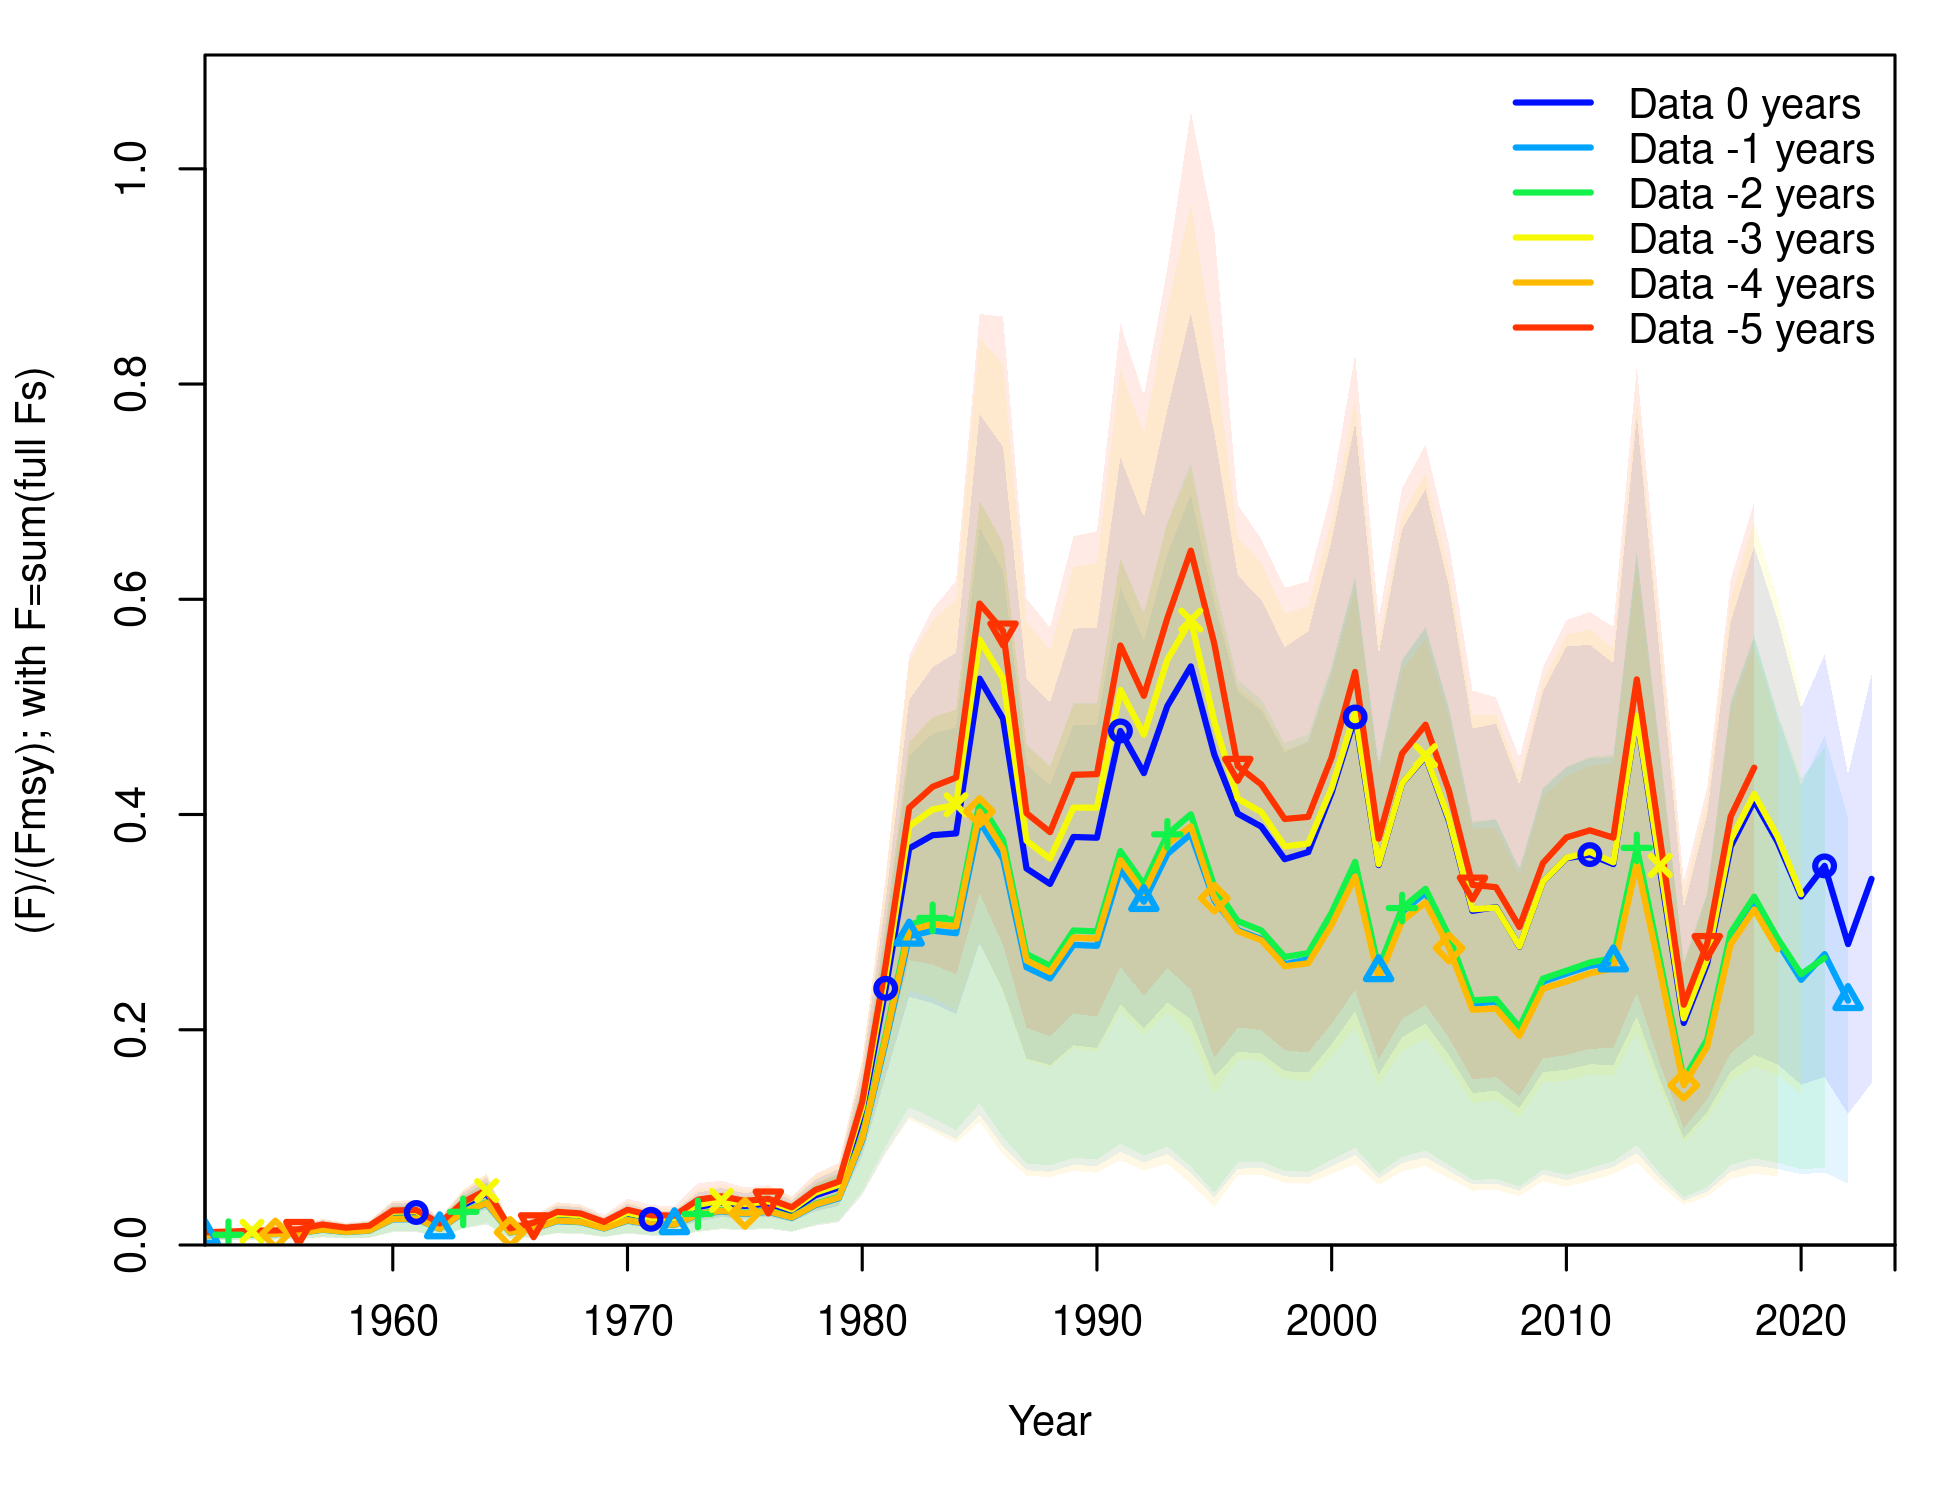 Data 0 years
Data -1 years
Data -2 years
Data -3 years
Data -4 years
Data -5 years
(F)/(Fmsy); with F=sum(full Fs)
1.0
0.8
0.6
0.4
0.2
0.0
1960 1970 1980 1990 2000 2010 2020
Year